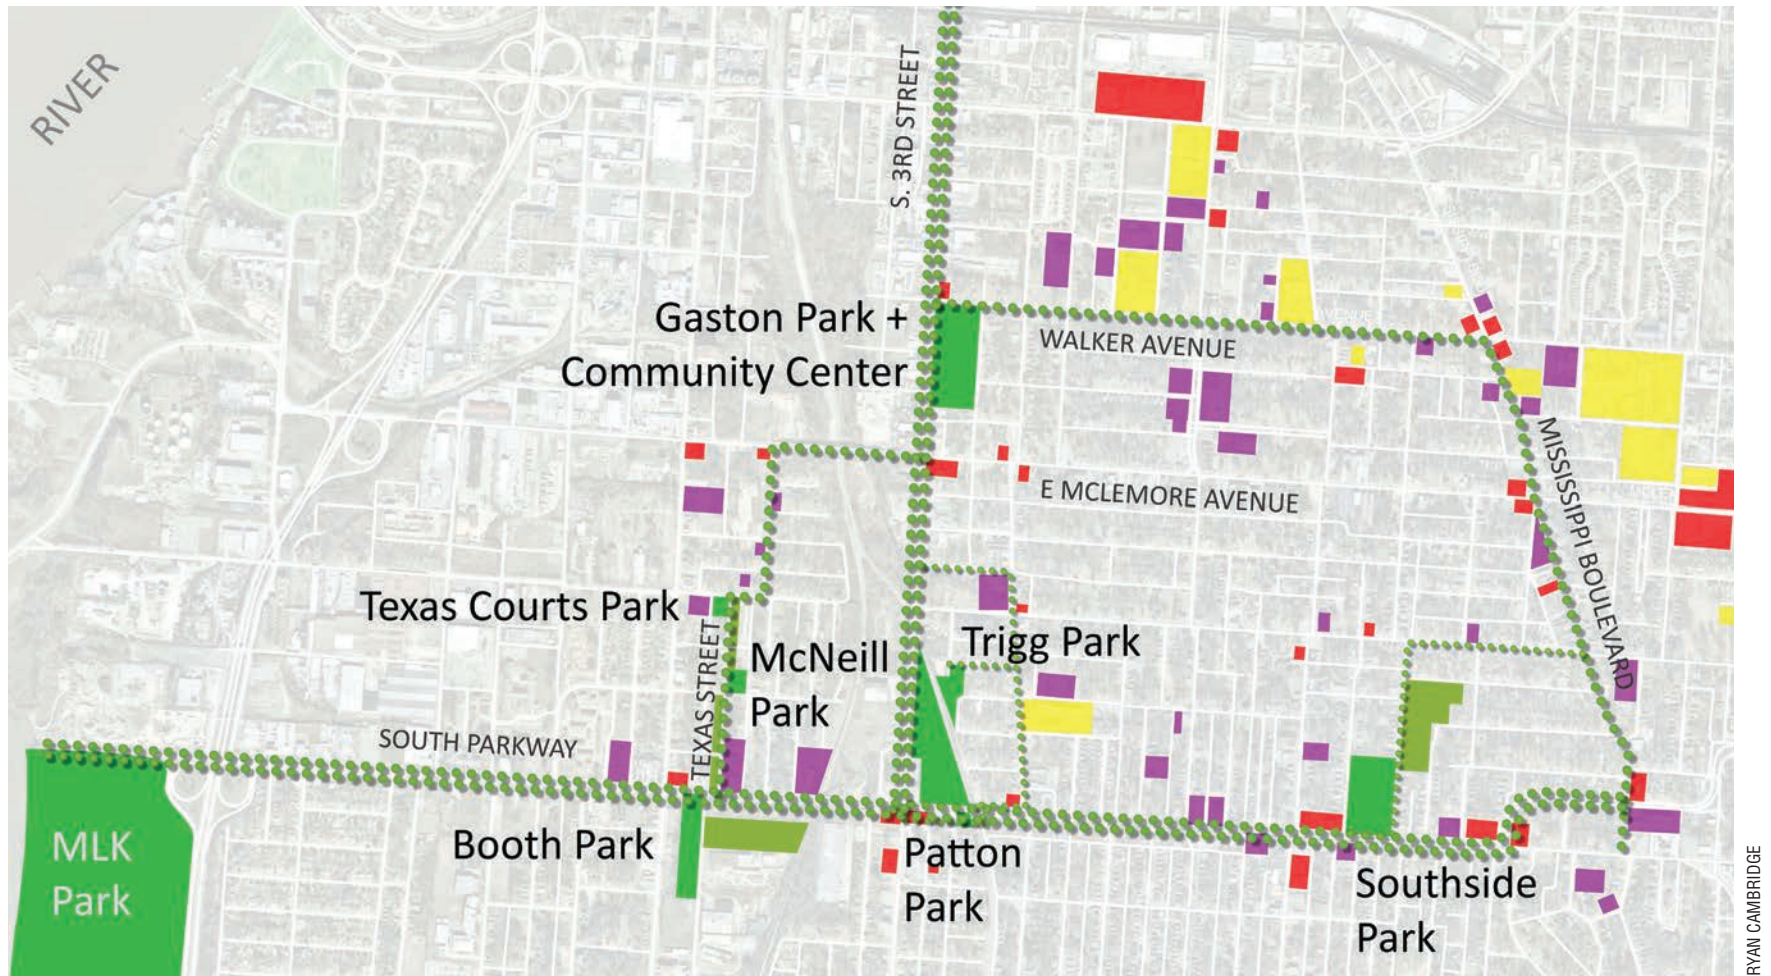 RIVER
S. 3RD STREET
Gaston Park +
Community Center
WALKER AVENUE
MISSISSIPPI BOULEVARD
E MCLEMORE AVENUE
Texas Courts Park
TEXAS STREET
McNeill
Park
Trigg Park
SOUTH PARKWAY
MLK
Park
Booth Park
Patton
Park
Southside
Park
RYAN CAMBRIDGE